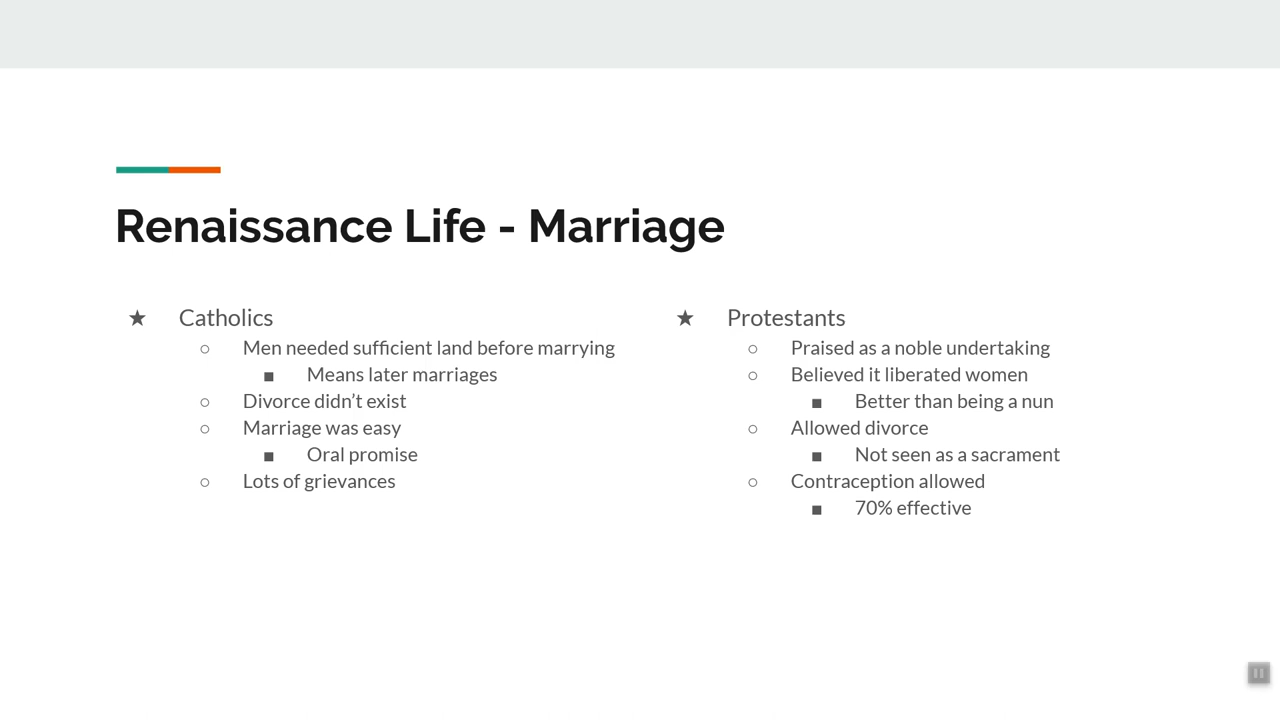 Renaissance Life - Marriage
★ Catholics
○ Men needed sufficient land before marrying
■ Means later marriages
○ Divorce didn’t exist
○ Marriage was easy
■ Oral promise
○ Lots of grievances
★ Protestants
○ Praised as a noble undertaking
○ Believed it liberated women
■ Better than being a nun
○ Allowed divorce
■ Not seen as a sacrament
○ Contraception allowed
■ 70% effective